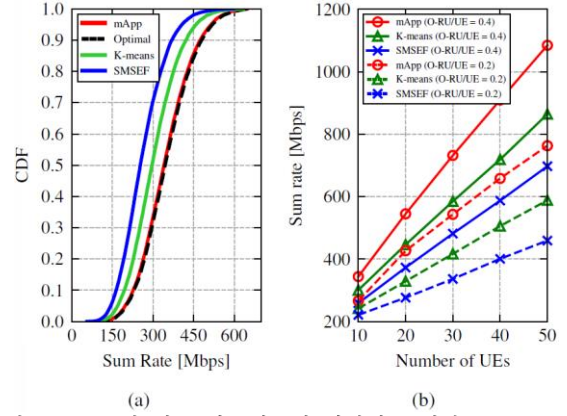 mApp
Optimal
K-means
SMSEF
CDF
1.0
0.9
0.8
0.7
0.6
0.5
0.4
0.3
0.2
0.1
0.0
0 150 300 450 600
Sum Rate [Mbps]
(a)
mApp (O-RU/UE = 0.4)
K-means (O-RU/UE = 0.4)
SMSEF (O-RU/UE = 0.4)
mApp (O-RU/UE = 0.2)
K-means (O-RU/UE = 0.2)
SMSEF (O-RU/UE = 0.2)
Sum rate [Mbps]
1200
1000
800
600
400
200
10 20 30 40 50
Number of UEs
(b)